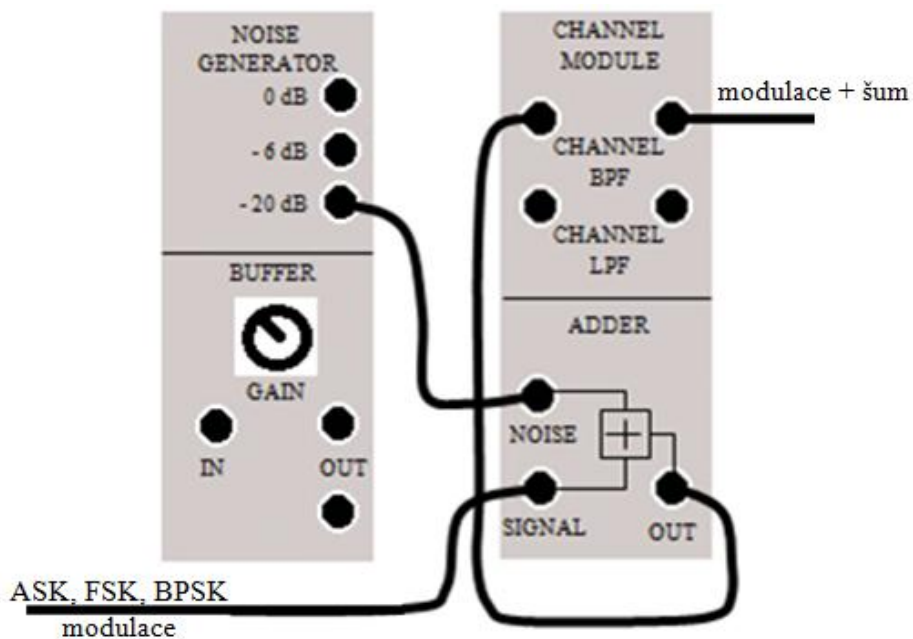 NOISE
GENERATOR
0 dB
- 6 dB
- 20 dB
BUFFER
GAIN
IN
OUT
CHANNEL
MODULE
CHANNEL
BPF
CHANNEL
LPF
ADDER
NOISE
+
SIGNAL
OUT
modulace + šum
ASK, FSK, BPSK
modulace